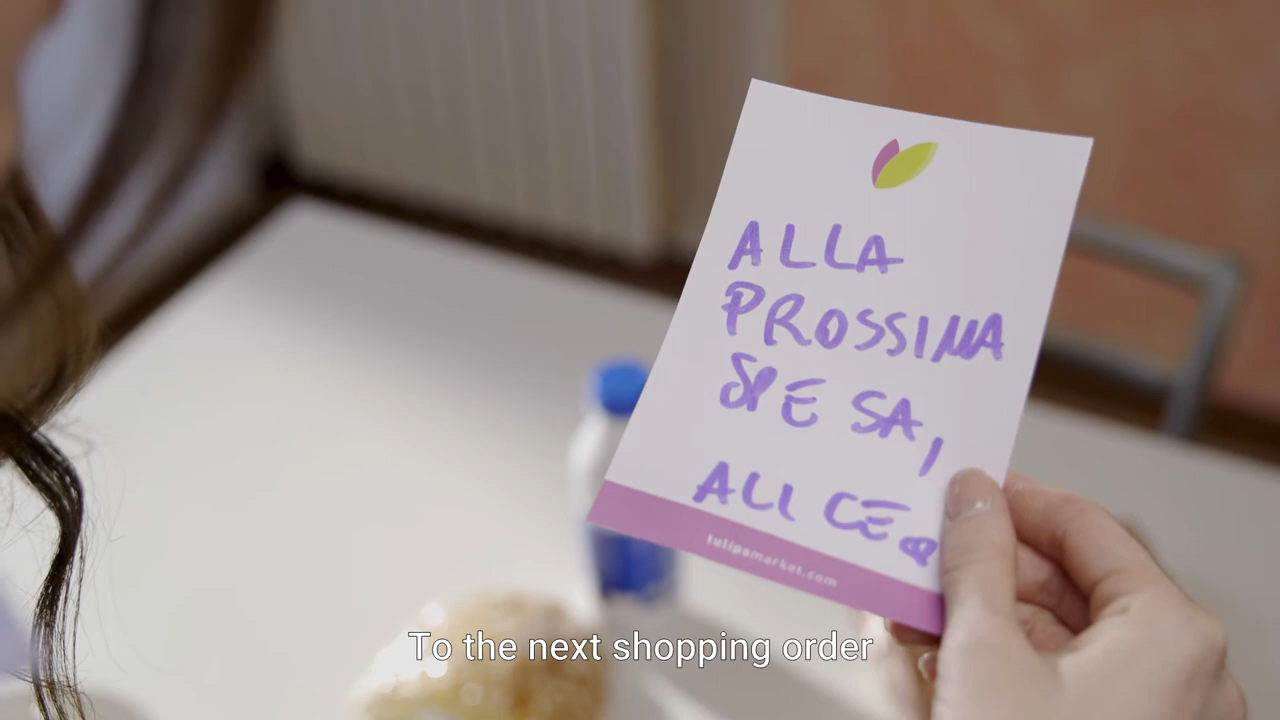 ALLA
PROSSIMA
SPESA,
ALICE
tulipsmarket.com
To the next shopping order